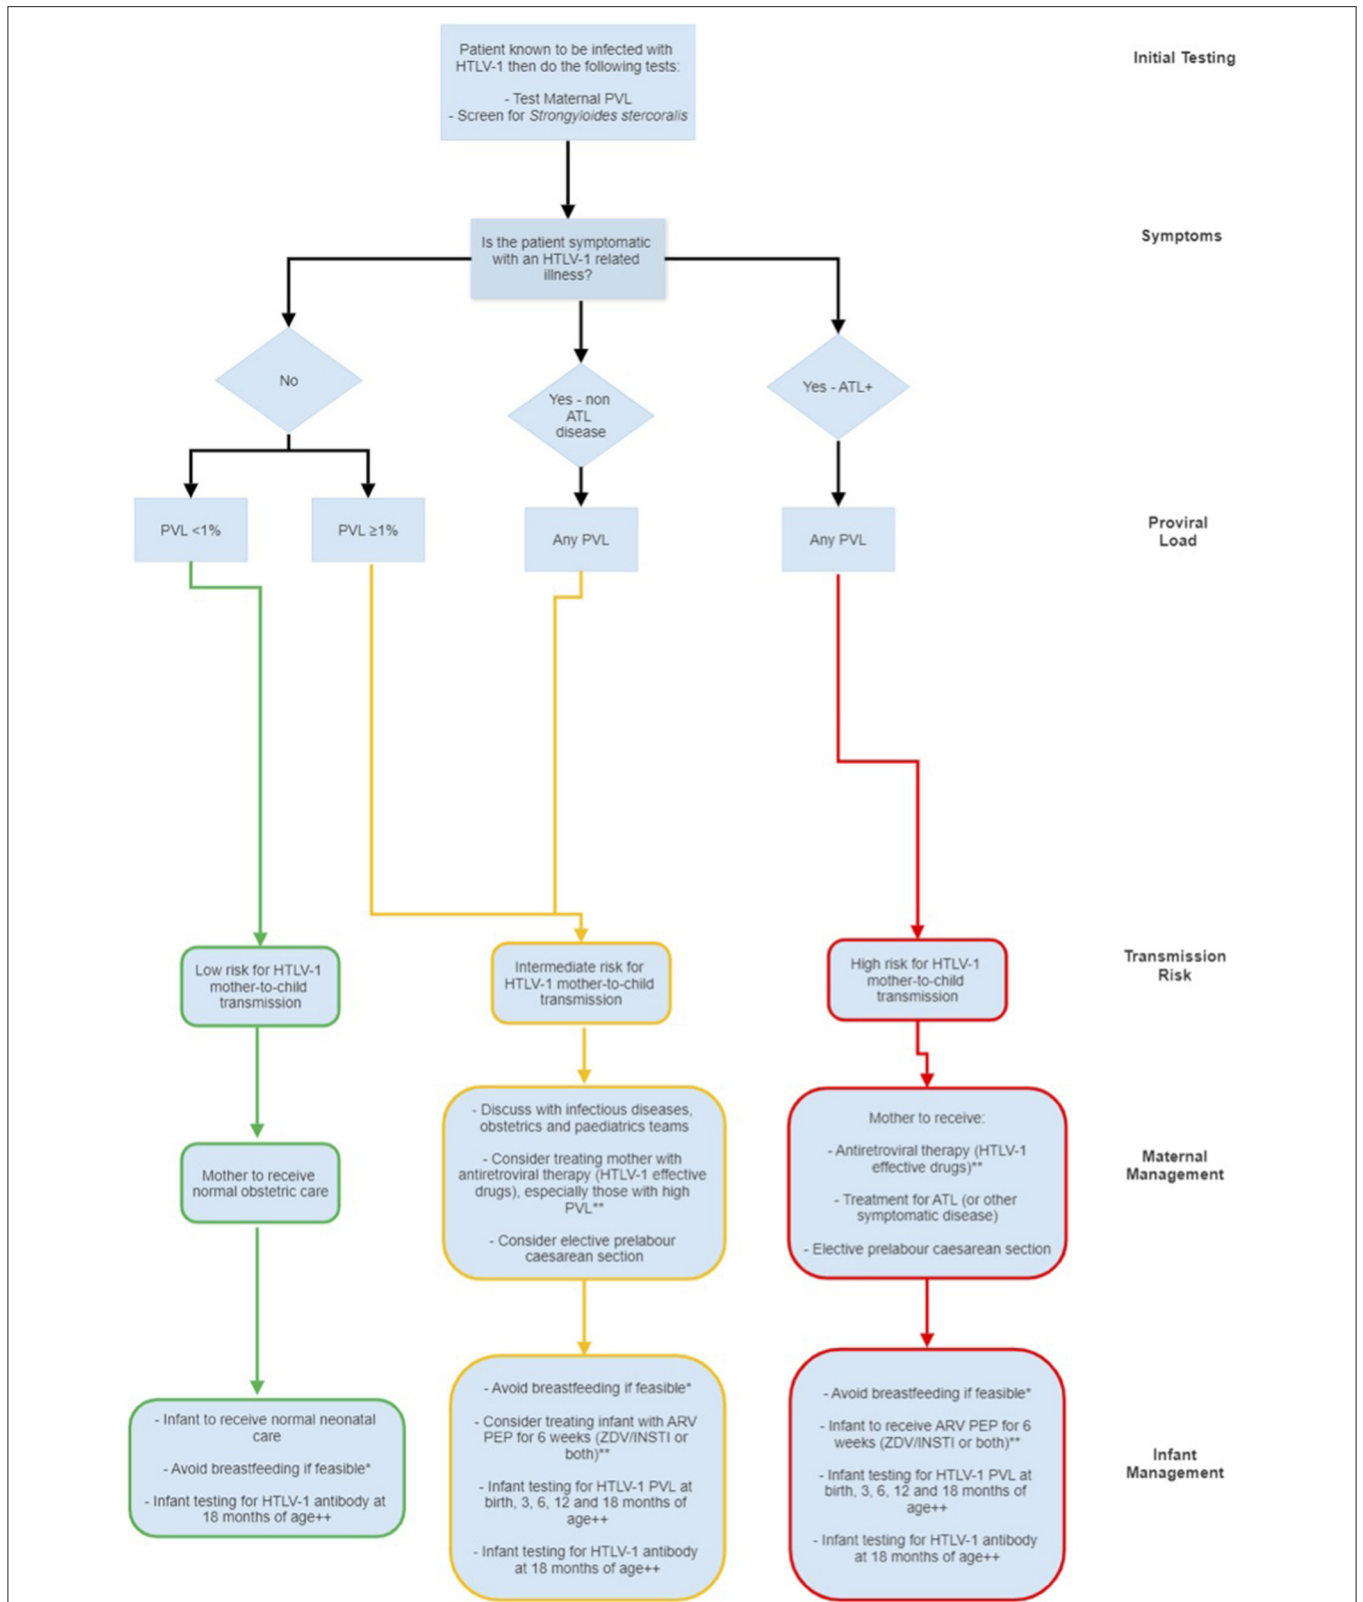 Patient known to be infected with
HTLV-1 then do the following tests:
- Test Maternal PVL
- Screen for Strongyloides stercoralis
Initial Testing
Is the patient symptomatic
with an HTLV-1 related
illness?
Symptoms
No
Yes - non
ATL
disease
Yes - ATL+
PVL <1%
PVL ≥1%
Any PVL
Any PVL
Proviral
Load
Low risk for HTLV-1
mother-to-child
transmission
Intermediate risk for
HTLV-1 mother-to-child
transmission
High risk for HTLV-1
mother-to-child
transmission
Transmission
Risk
Mother to receive
normal obstetric care
- Discuss with infectious diseases,
obstetrics and paediatrics teams
- Consider treating mother with
antiretroviral therapy (HTLV-1 effective
drugs), especially those with high
PVL**
- Consider elective prelabour
caesarean section
Mother to receive:
- Antiretroviral therapy (HTLV-1
effective drugs)**
- Treatment for ATL (or other
symptomatic disease)
- Elective prelabour caesarean section
Maternal
Management
- Infant to receive normal neonatal
care
- Avoid breastfeeding if feasible*
- Infant testing for HTLV-1 antibody at
18 months of age++
- Avoid breastfeeding if feasible*
- Consider treating infant with ARV
PEP for 6 weeks (ZDV/INSTI or
both)**
- Infant testing for HTLV-1 PVL at
birth, 3, 6, 12 and 18 months of
age++
- Infant testing for HTLV-1 antibody
at 18 months of age++
- Avoid breastfeeding if feasible*
- Infant to receive ARV PEP for 6
weeks (ZDV/INSTI or both)**
- Infant testing for HTLV-1 PVL at
birth, 3, 6, 12 and 18 months of
age++
- Infant testing for HTLV-1 antibody
at 18 months of age++
Infant
Management